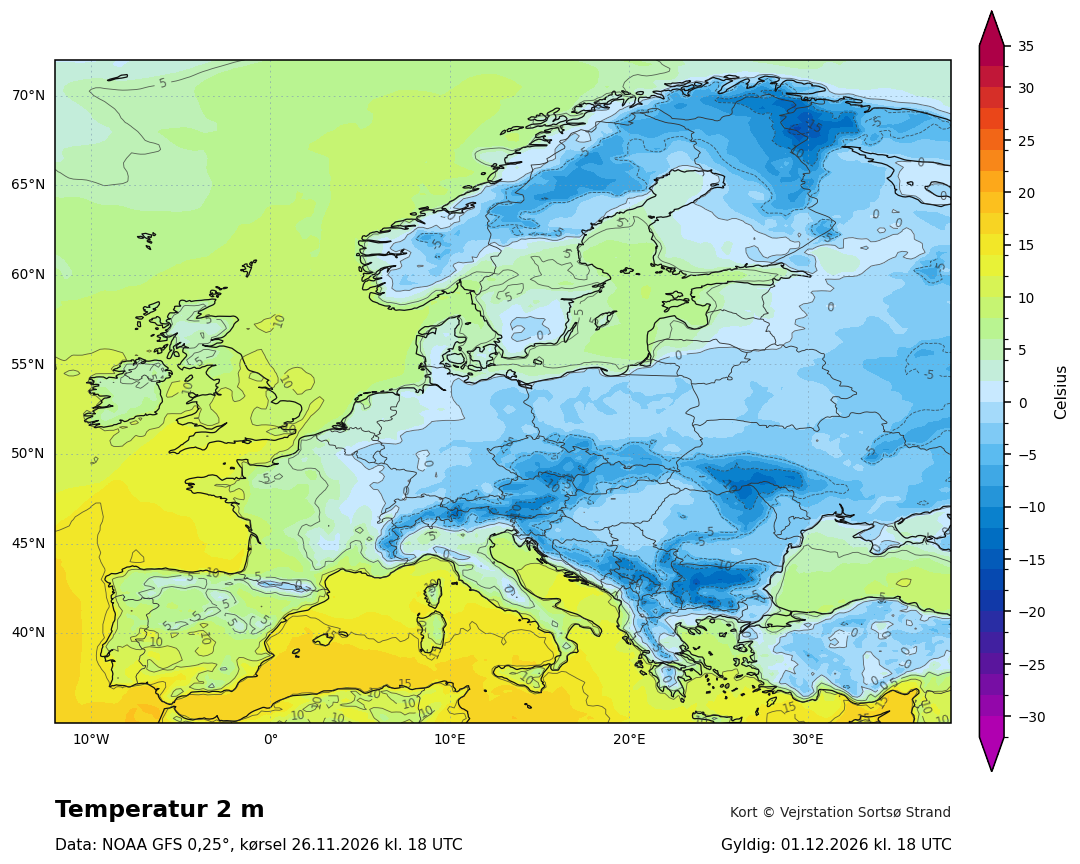 70°N
65°N
60°N
55°N
50°N
45°N
40°N
10°W
0°
10°E
20°E
30°E
35
30
25
20
15
10
5
0
−5
−10
−15
−20
−25
−30
Celsius
Temperatur 2 m
Kort © Vejrstation Sortsø Strand
Data: NOAA GFS 0,25°, kørsel 26.11.2026 kl. 18 UTC
Gyldig: 01.12.2026 kl. 18 UTC